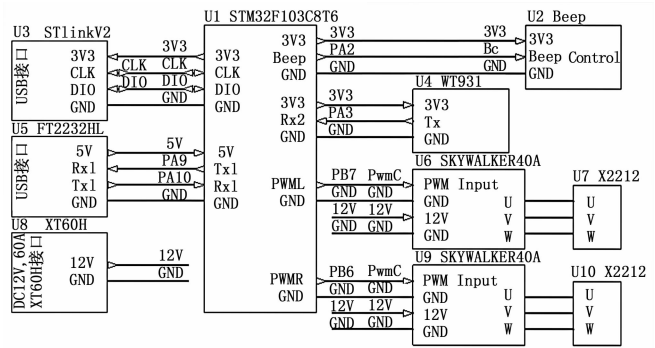 U3 STlinkV2
USB接口
3V3
CLK
DIO
GND
3V3
CLK CLK
DIO DIO
GND
U5 FT2232HL
USB接口
5V
Rx1
Tx1
GND
5V
PA9
PA10
GND
U8 XT60H
DC12V,60A
XT60H接口
12V
GND
12V
GND
U1 STM32F103C8T6
3V3
CLK
DIO
GND
5V
Tx1
Rx1
GND
3V3
Beep
GND
3V3
Rx2
GND
PWML
GND
PWMR
GND
3V3 3V3
PA2 Bc
GND GND
U2 Beep
3V3
Beep Control
GND
3V3
PA3
GND
U4 WT931
3V3
Tx
GND
PB7 PwmC
GND GND
12V 12V
GND GND
U6 SKYWALKER40A
PWM Input
GND U
12V V
GND W
U7 X2212
U
V
W
PB6 PwmC
GND GND
12V 12V
GND GND
U9 SKYWALKER40A
PWM Input
GND U
12V V
GND W
U10 X2212
U
V
W